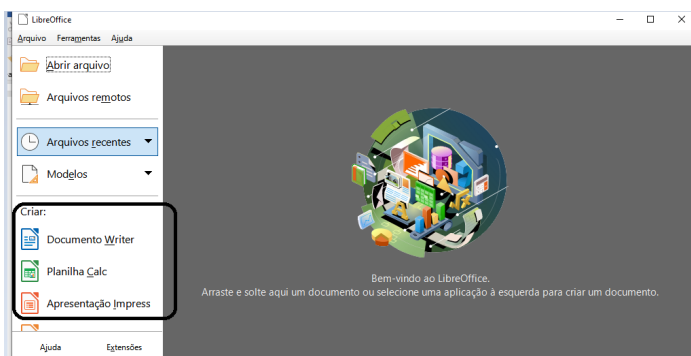 LibreOffice
Arquivo Ferramentas Ajuda
Abrir arquivo
Arquivos remotos
Arquivos recentes
Modelos
Criar:
Documento Writer
Planilha Calc
Apresentação Impress
Ajuda Extensões
Bem-vindo ao LibreOffice.
Arraste e solte aqui um documento ou selecione uma aplicação à esquerda para criar um documento.